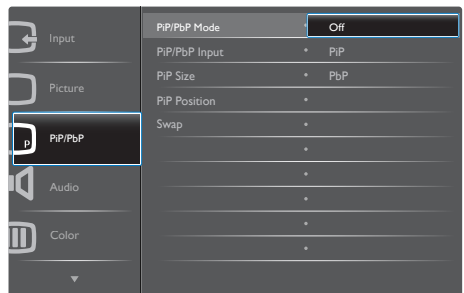 Input
Picture
PiP/PbP
Audio
Color
PiP/PbP Mode
Off
PiP/PbP Input
PiP
PiP Size
PbP
PiP Position
Swap